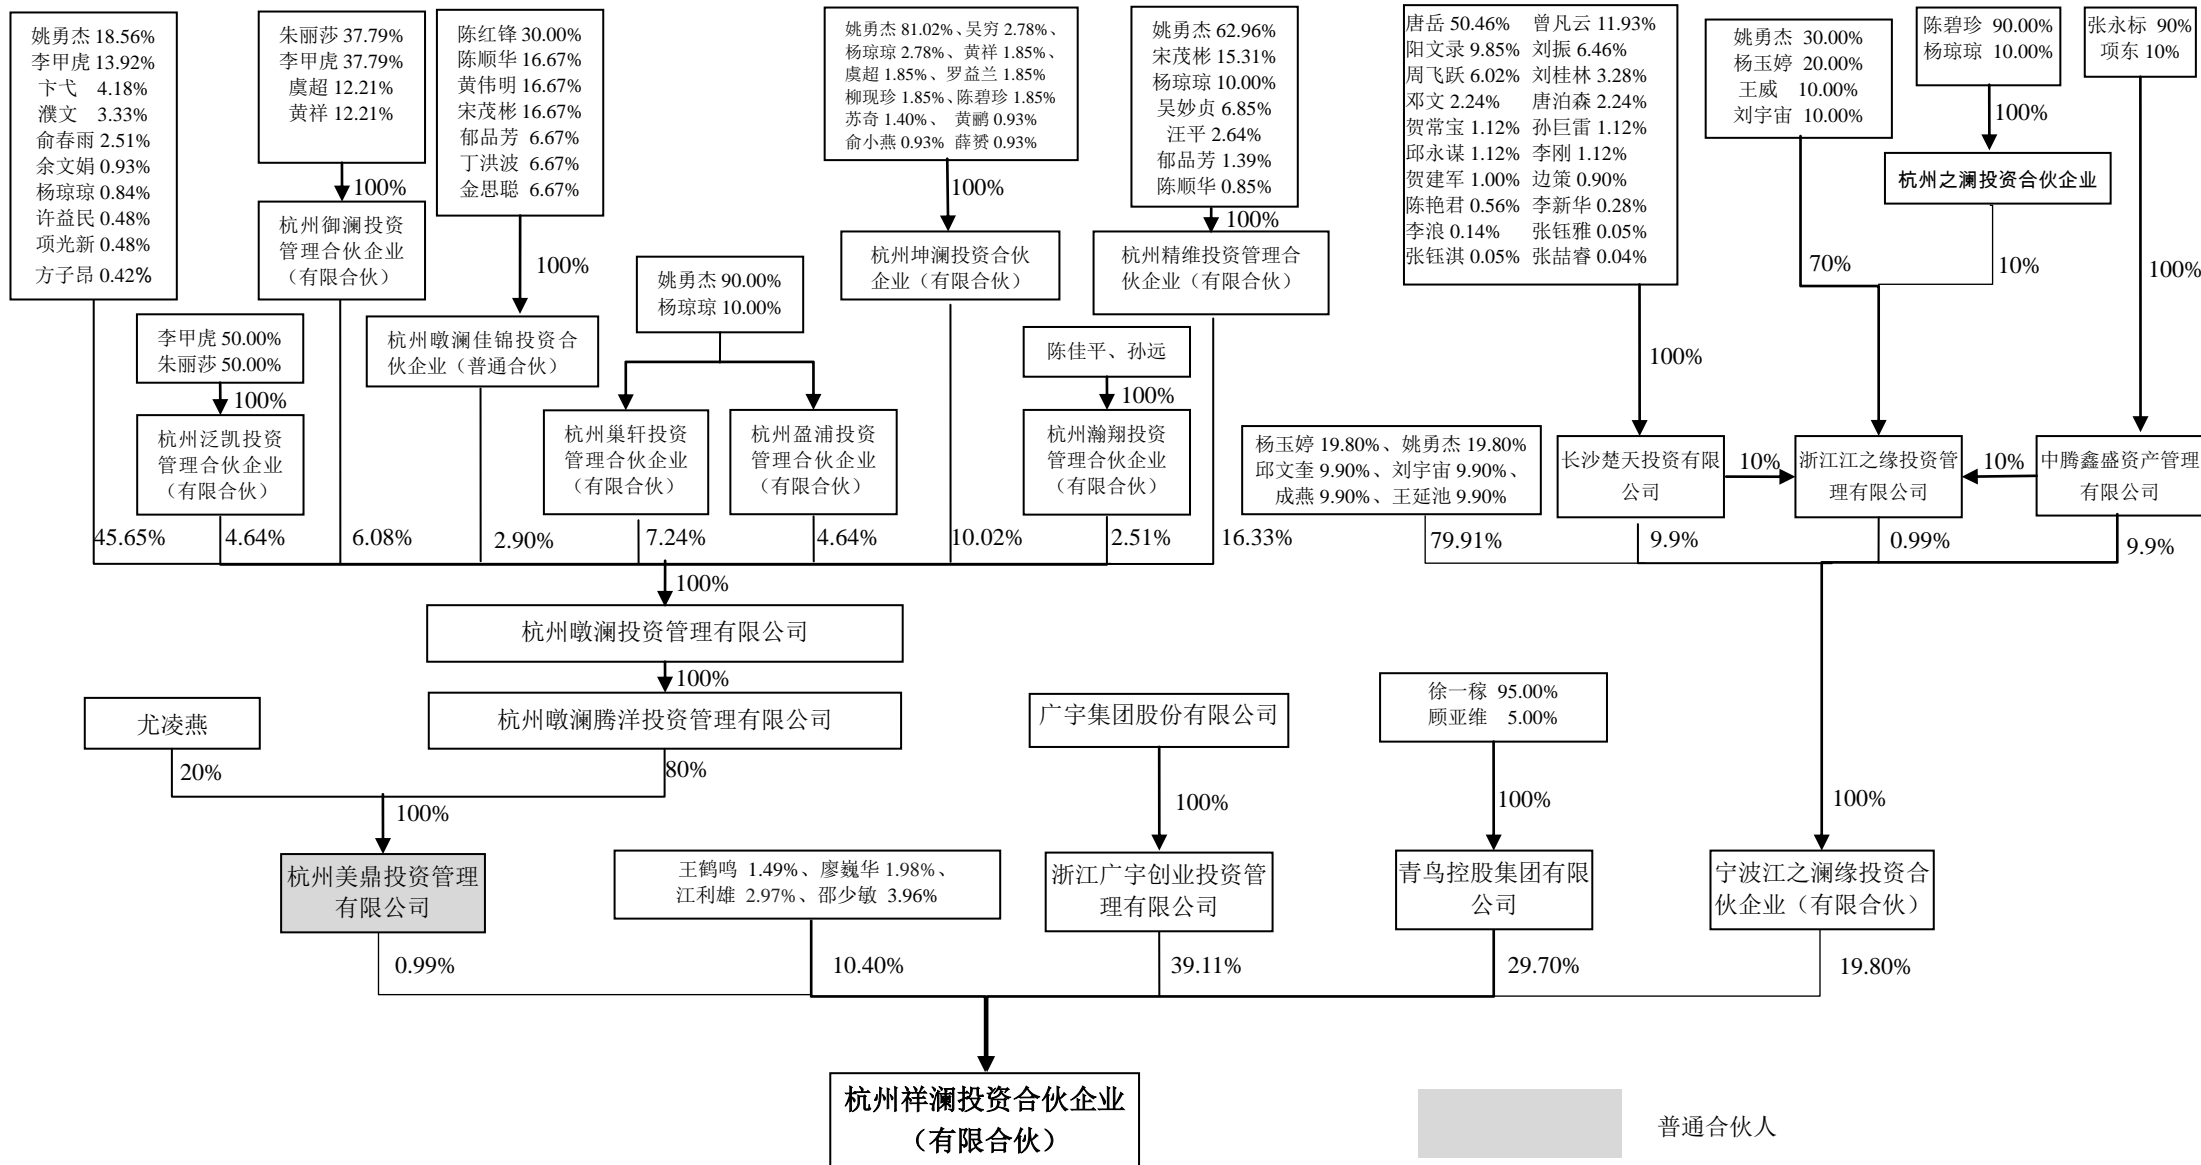 姚勇杰 18.56%
李甲虎 13.92%
卞弋 4.18%
濮文 3.33%
俞春雨 2.51%
余文娟 0.93%
杨琼琼 0.84%
许益民 0.48%
项光新 0.48%
方子昂 0.42%
朱丽莎 37.79%
李甲虎 37.79%
虞超 12.21%
黄祥 12.21%
陈红锋 30.00%
陈顺华 16.67%
黄伟明 16.67%
宋茂彬 16.67%
郁品芳 6.67%
丁洪波 6.67%
金思聪 6.67%
姚勇杰 81.02%、吴穷 2.78%、
杨琼琼 2.78%、黄祥 1.85%、
虞超 1.85%、罗益兰 1.85%
柳现珍 1.85%、陈碧珍 1.85%
苏奇 1.40%、 黄鹂 0.93%
俞小燕 0.93% 薛赟 0.93%
姚勇杰 62.96%
宋茂彬 15.31%
杨琼琼 10.00%
吴妙贞 6.85%
汪平 2.64%
郁品芳 1.39%
陈顺华 0.85%
唐岳 50.46% 曾凡云 11.93%
阳文录 9.85% 刘振 6.46%
周飞跃 6.02% 刘桂林 3.28%
邓文 2.24% 唐泊森 2.24%
贺常宝 1.12% 孙巨雷 1.12%
邱永谋 1.12% 李刚 1.12%
贺建军 1.00% 边策 0.90%
陈艳君 0.56% 李新华 0.28%
李浪 0.14% 张钰雅 0.05%
张钰淇 0.05% 张喆睿 0.04%
姚勇杰 30.00%
杨玉婷 20.00%
王威 10.00%
刘宇宙 10.00%
陈碧珍 90.00%
杨琼琼 10.00%
张永标 90%
项东 10%
100%
100%
100%
100%
100%
杭州之澜投资合伙企业
杭州御澜投资
管理合伙企业
（有限合伙）
100%
杭州坤澜投资合伙
企业（有限合伙）
杭州精维投资管理合
伙企业（有限合伙）
70%
10%
100%
姚勇杰 90.00%
杨琼琼 10.00%
李甲虎 50.00%
朱丽莎 50.00%
杭州暾澜佳锦投资合
伙企业（普通合伙）
陈佳平、孙远
100%
100%
100%
杭州泛凯投资
管理合伙企业
（有限合伙）
杭州巢轩投资
管理合伙企业
（有限合伙）
杭州盈浦投资
管理合伙企业
（有限合伙）
杭州瀚翔投资
管理合伙企业
（有限合伙）
杨玉婷 19.80%、姚勇杰 19.80%
邱文奎 9.90%、刘宇宙 9.90%、
成燕 9.90%、王延池 9.90%
长沙楚天投资有限
公司
10%
浙江江之缘投资管
理有限公司
10%
中腾鑫盛资产管理
有限公司
45.65%
4.64%
6.08%
2.90%
7.24%
4.64%
10.02%
2.51%
16.33%
79.91%
9.9%
0.99%
9.9%
100%
杭州暾澜投资管理有限公司
100%
尤凌燕
杭州暾澜腾洋投资管理有限公司
广宇集团股份有限公司
徐一稼 95.00%
顾亚维 5.00%
20%
80%
100%
100%
100%
100%
杭州美鼎投资管理
有限公司
王鹤鸣 1.49%、廖巍华 1.98%、
江利雄 2.97%、邵少敏 3.96%
浙江广宇创业投资管
理有限公司
青鸟控股集团有限
公司
宁波江之澜缘投资合
伙企业（有限合伙）
0.99%
10.40%
39.11%
29.70%
19.80%
杭州祥澜投资合伙企业
（有限合伙）
普通合伙人